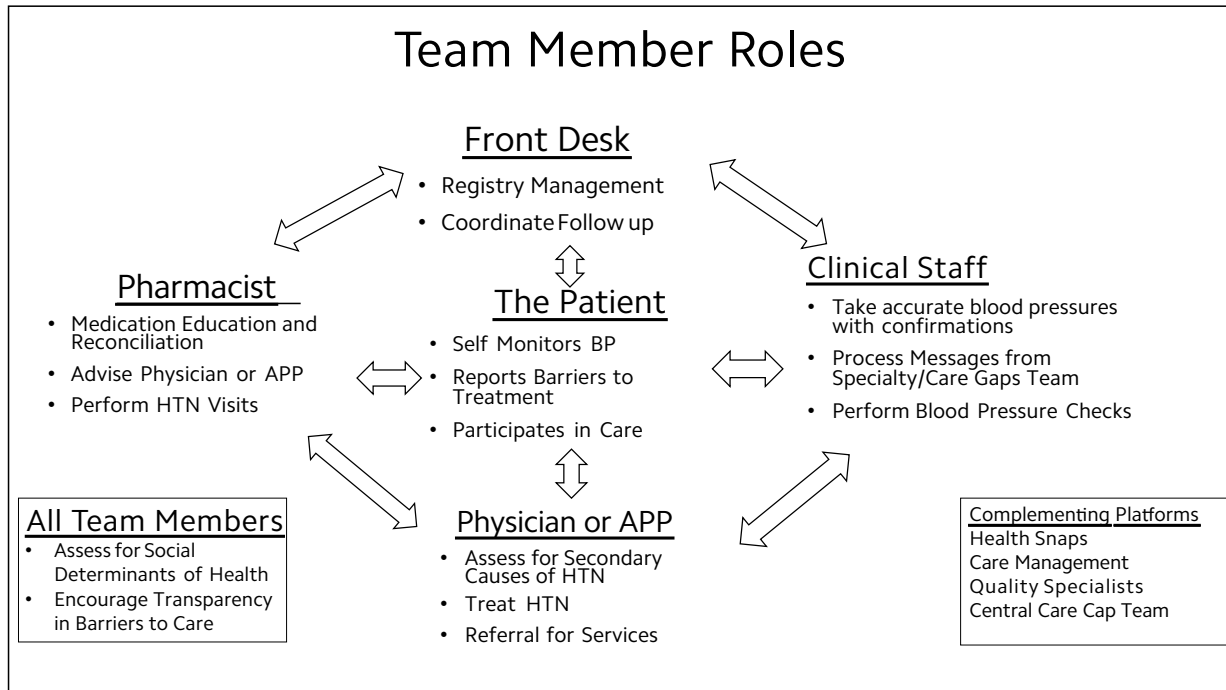 Team Member Roles
Front Desk
• Registry Management
• Coordinate Follow up
Pharmacist
• Medication Education and
Reconciliation
• Advise Physician or APP
• Perform HTN Visits
The Patient
• Self Monitors BP
• Reports Barriers to
Treatment
• Participates in Care
Clinical Staff
• Take accurate blood pressures
with confirmations
• Process Messages from
Specialty/Care Gaps Team
• Perform Blood Pressure Checks
Physician or APP
• Assess for Secondary
Causes of HTN
• Treat HTN
• Referral for Services
All Team Members
• Assess for Social
Determinants of Health
• Encourage Transparency
in Barriers to Care
Complementing Platforms
Health Snaps
Care Management
Quality Specialists
Central Care Cap Team